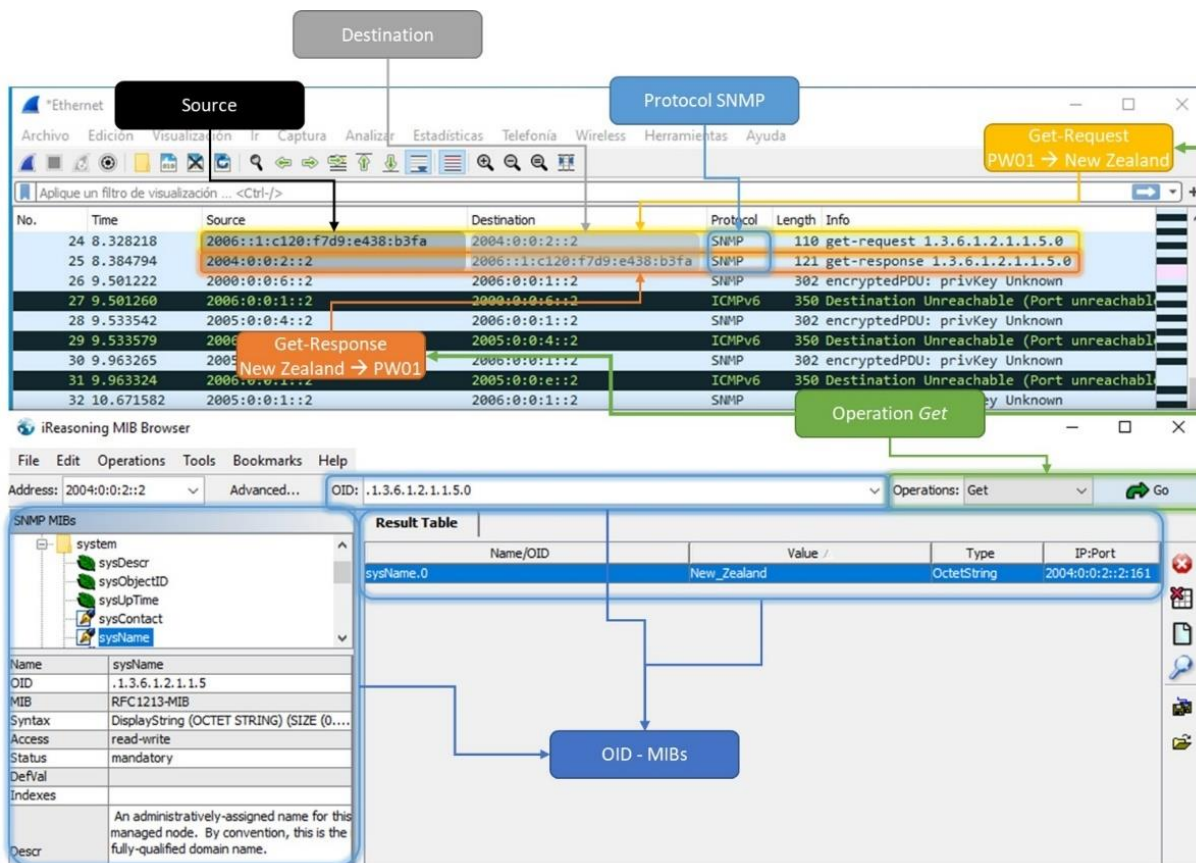 Destination
*Ethernet
Source
Protocol SNMP
Archivo Edición Visualización Ir Captura Analizar Estadísticas Telefonía Wireless Herramientas Ayuda
Get-Request
PW01 → New Zealand
Aplique un filtro de visualización ... <Ctrl-/>
No. Time Source Destination Protocol Length Info
24 8.328218 2006::1:c120:f7d9:e438:b3fa 2004:0:0:2::2 SNMP 110 get-request 1.3.6.1.2.1.1.5.0
25 8.384794 2004:0:0:2::2 2006::1:c120:f7d9:e438:b3fa SNMP 121 get-response 1.3.6.1.2.1.1.5.0
26 9.501222 2000:0:0:6::2 2006:0:0:1::2 SNMP 302 encryptedPDU: privKey Unknown
27 9.501260 2006:0:0:1::2 2000:0:0:6::2 ICMPv6 350 Destination Unreachable (Port unreachabl
28 9.533542 2005:0:0:4::2 2006:0:0:1::2 SNMP 302 encryptedPDU: privKey Unknown
29 9.533579 2005:0:0:4::2 ICMPv6 350 Destination Unreachable (Port unreachabl
30 9.963265 2006:0:0:1::2 SNMP 302 encryptedPDU: privKey Unknown
31 9.963324 2006:0:0:1::2 2005:0:0:e::2 ICMPv6 350 Destination Unreachable (Port unreachabl
32 10.671582 2005:0:0:1::2 2006:0:0:1::2 SNMP ey Unknown
Get-Response
New Zealand → PW01
Operation Get
iReasoning MIB Browser
File Edit Operations Tools Bookmarks Help
Address: 2004:0:0:2::2 Advanced... OID: .1.3.6.1.2.1.1.5.0 Operations: Get Go
SNMP MIBs
system
sysDescr
sysObjectID
sysUpTime
sysContact
sysName
Result Table
Name/OID Value Type IP:Port
sysName.0 New_Zealand OctetString 2004:0:0:2::2:161
Name sysName
OID .1.3.6.1.2.1.1.5
MIB RFC1213-MIB
Syntax DisplayString (OCTET STRING) (SIZE (0....
Access read-write
Status mandatory
DefVal
Indexes
Descr An administratively-assigned name for this
managed node. By convention, this is the
fully-qualified domain name.
OID - MIBs